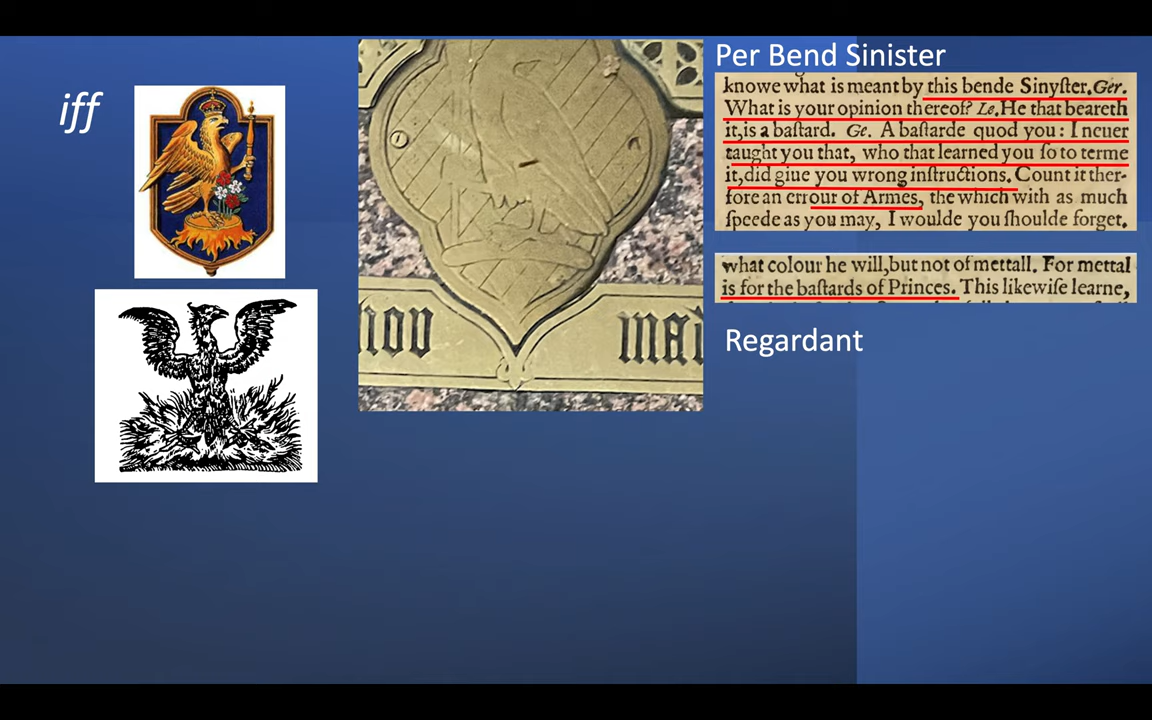 iff
Per Bend Sinister
knowe what is meant by this bende Sinyſter. Ger.
What is your opinion thereof? Le. He that beareth
it, is a baſtard. Ge. A baſtarde quod you : I neuer
taught you that, who that learned you ſo to terme
it, did giue you wrong inſtructions. Count it ther-
fore an errour of Armes, the which with as much
ſpede as you may, I woulde you ſhoulde forget.
what colour he will, but not of mettall. For mettal
is for the baſtards of Princes. This likewiſe learne,
Regardant